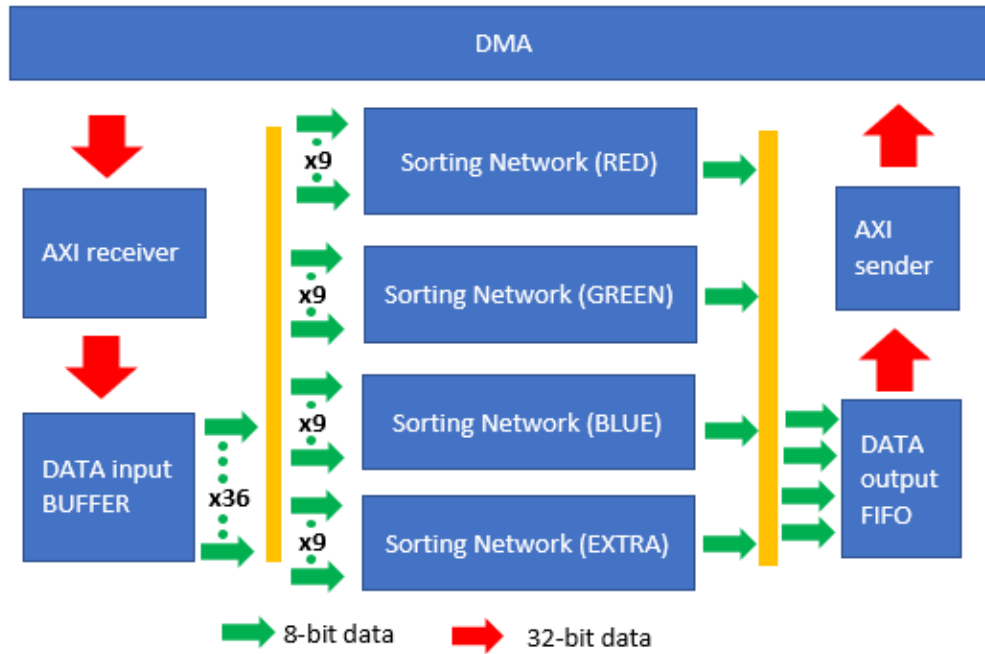 DMA
AXI receiver
DATA input
BUFFER
x36
x9
Sorting Network (RED)
x9
Sorting Network (GREEN)
x9
Sorting Network (BLUE)
x9
Sorting Network (EXTRA)
AXI
sender
DATA
output
FIFO
8-bit data
32-bit data